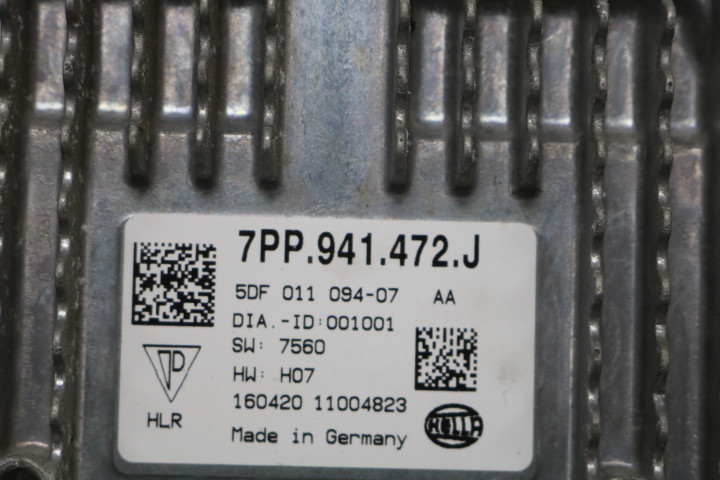 7PP.941.472.J
5DF 011 094-07 AA
DIA.-ID:001001
SW: 7560
HW: H07
160420 11004823
HLR
Made in Germany
HELLA